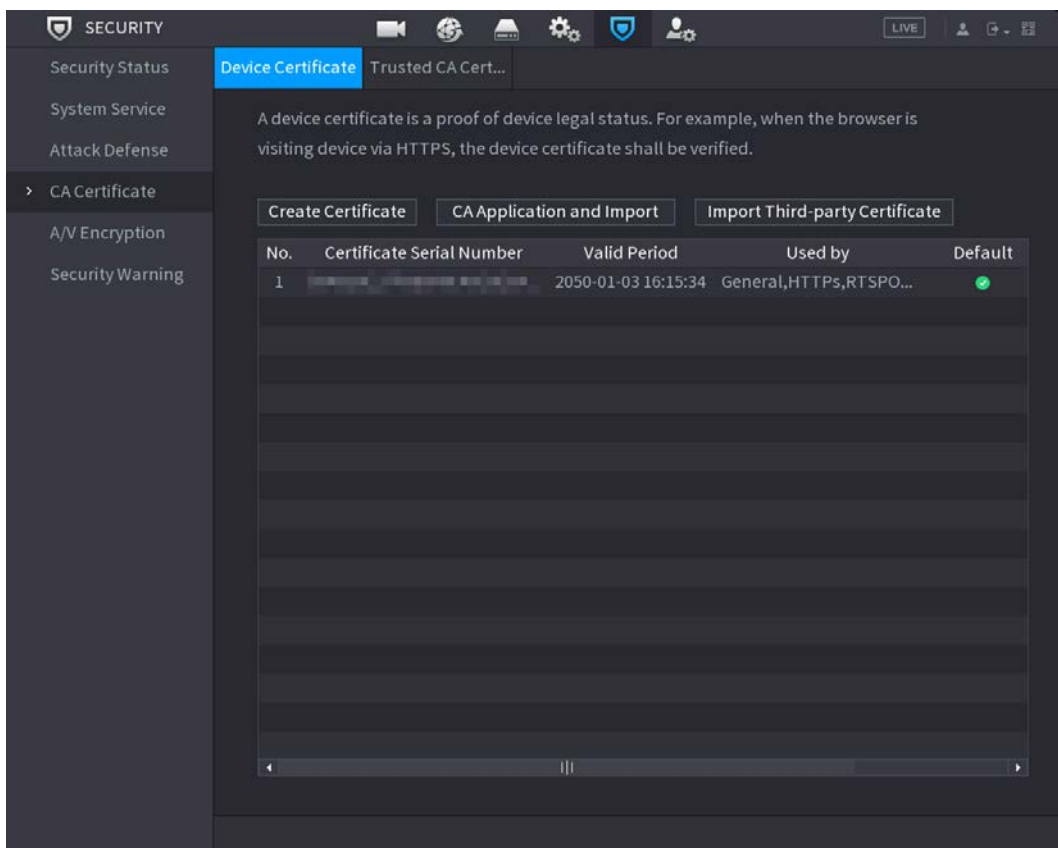 SECURITY
LIVE
Security Status
System Service
Attack Defense
CA Certificate
A/V Encryption
Security Warning
Device Certificate Trusted CA Cert...
A device certificate is a proof of device legal status. For example, when the browser is
visiting device via HTTPS, the device certificate shall be verified.
Create Certificate CA Application and Import Import Third-party Certificate
No. Certificate Serial Number Valid Period Used by Default
1 2050-01-03 16:15:34 General,HTTPs,RTSPO...